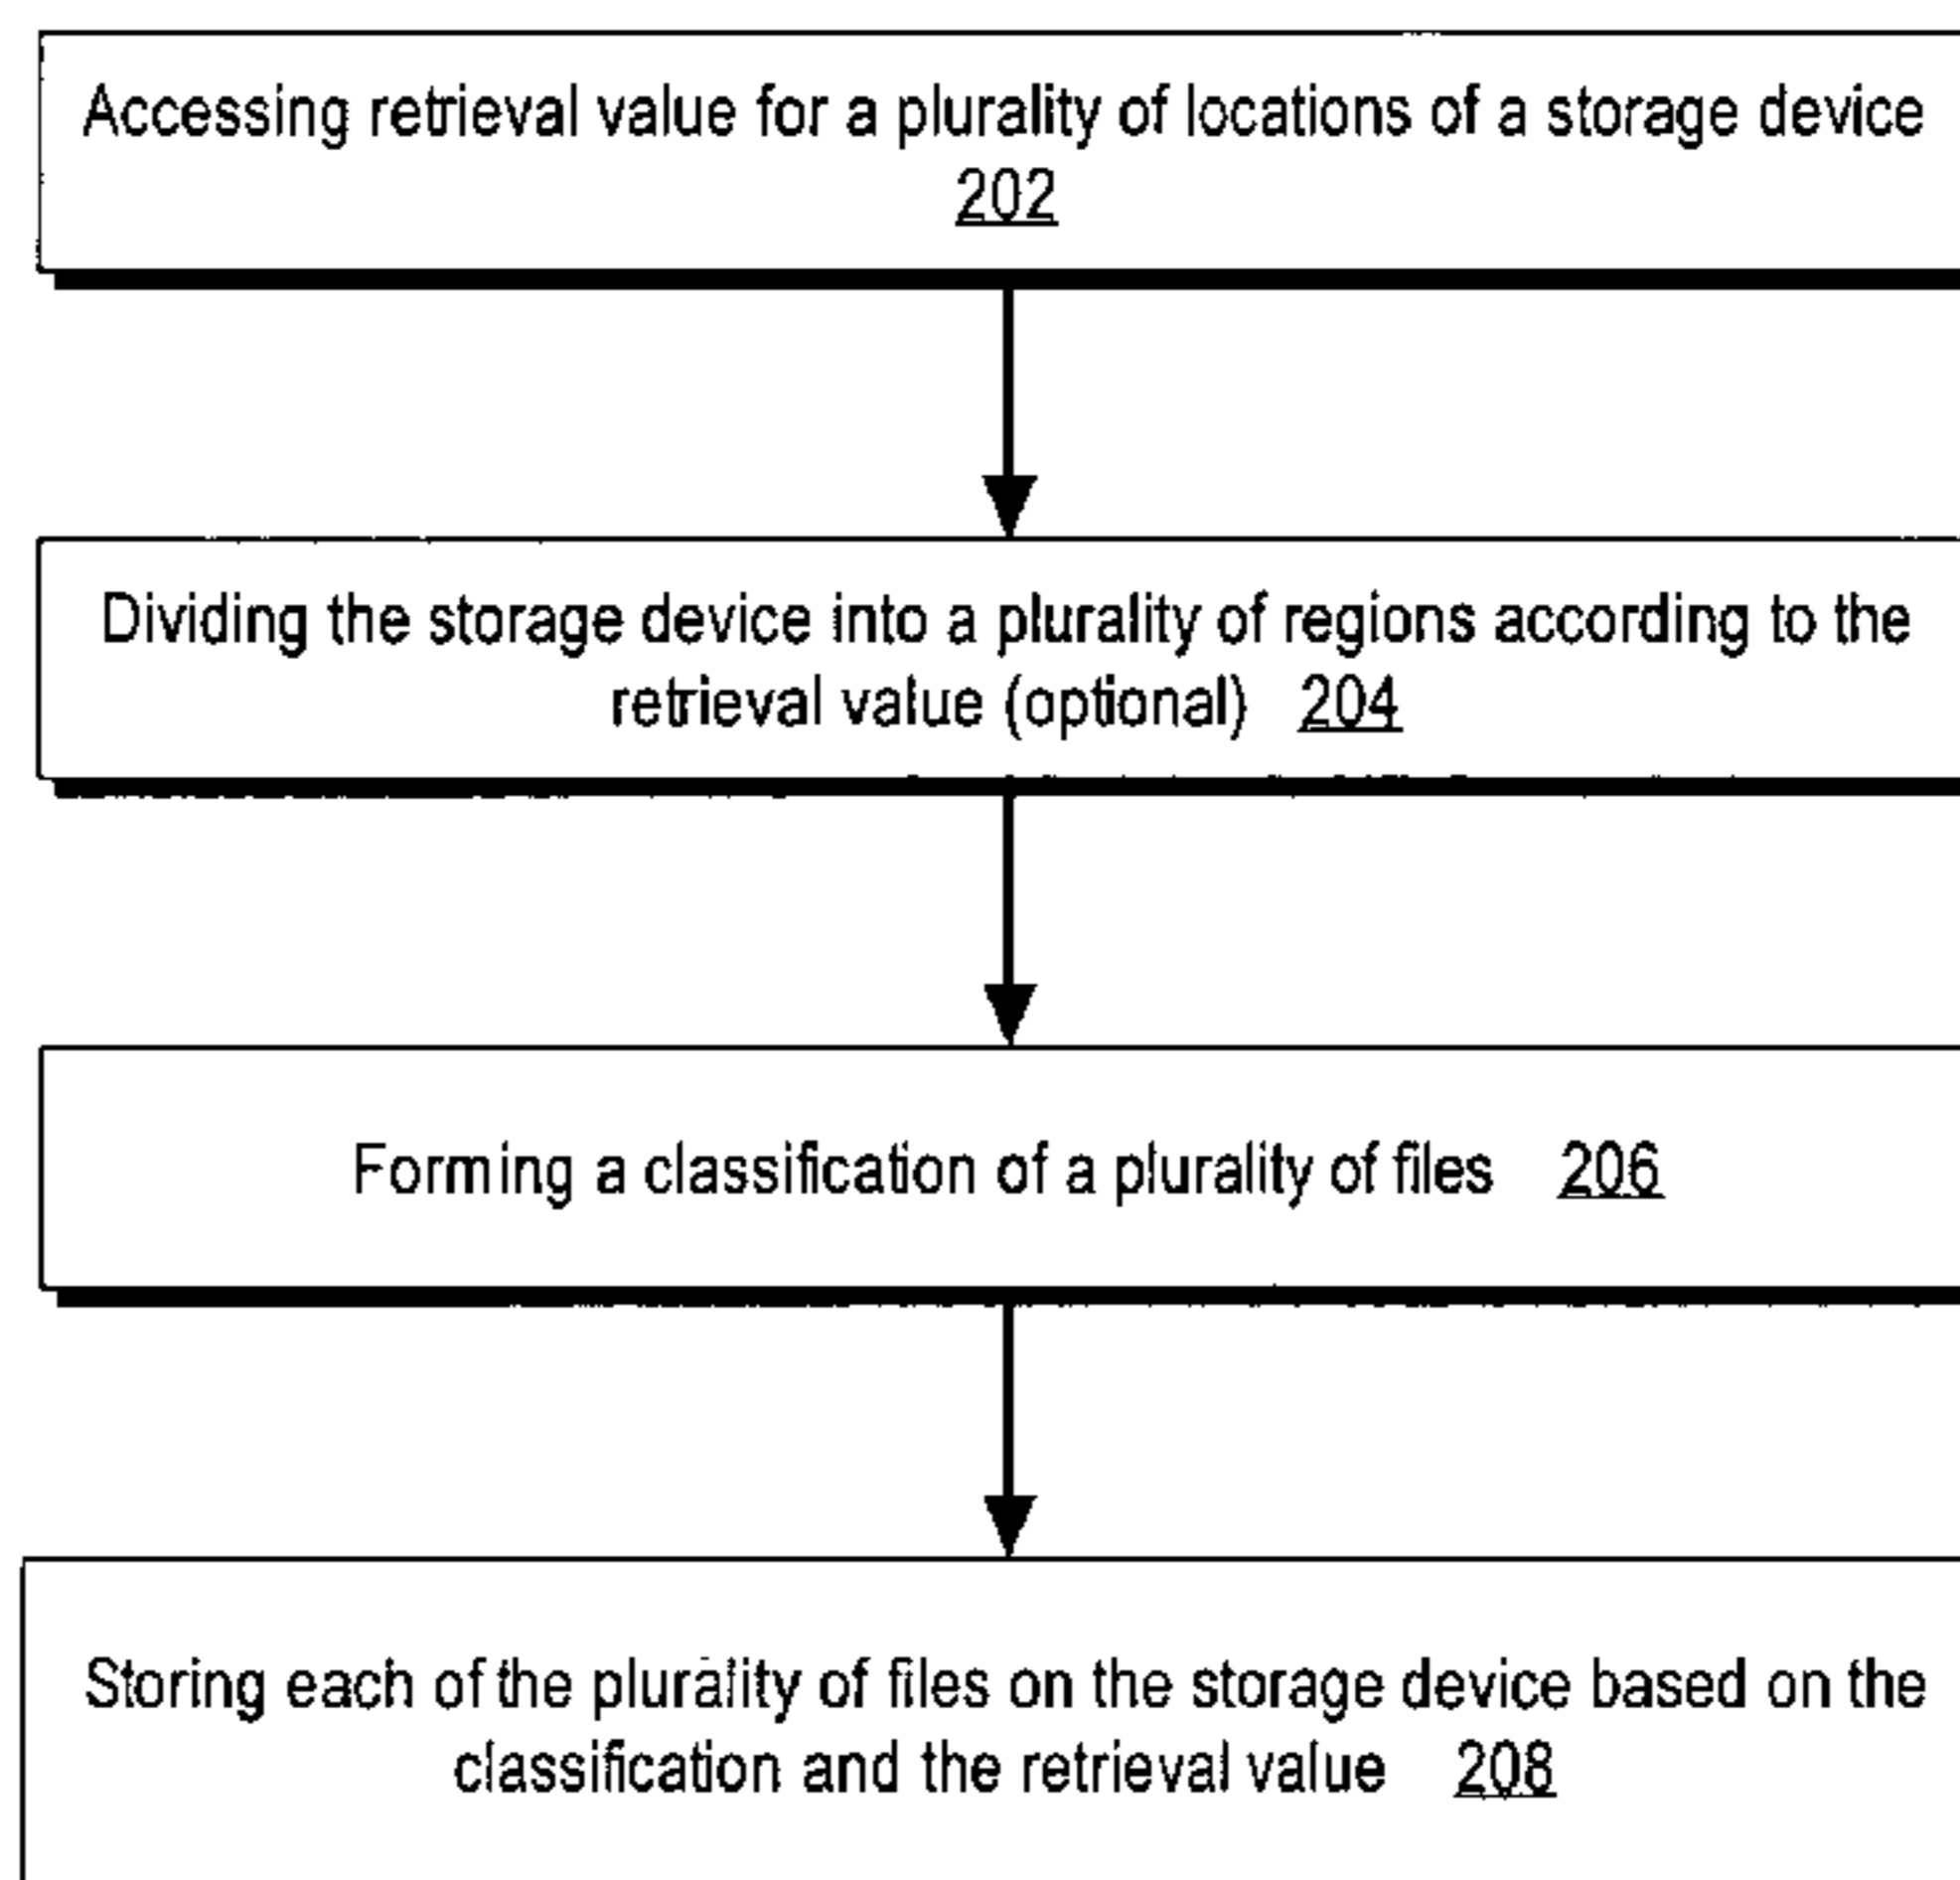 Accessing retrieval value for a plurality of locations of a storage device
202
Dividing the storage device into a plurality of regions according to the
retrieval value (optional) 204
Forming a classification of a plurality of files 206
Storing each of the plurality of files on the storage device based on the
classification and the retrieval value 208